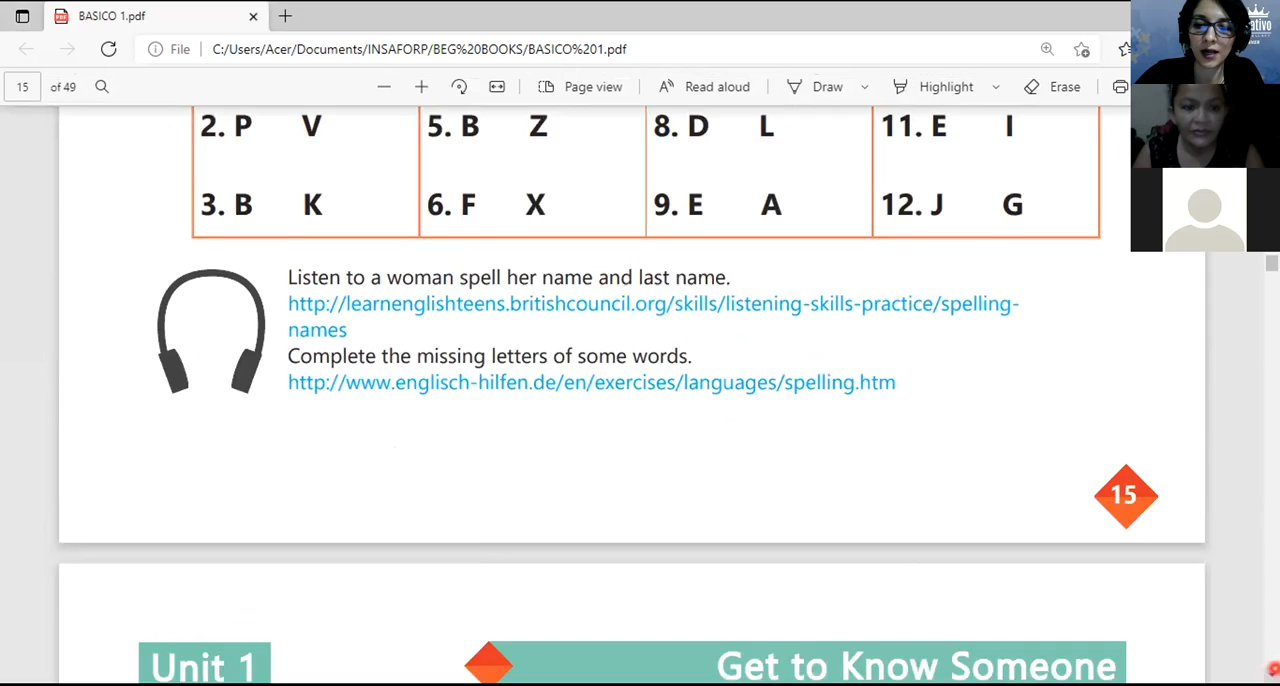 BASICO 1.pdf
File C:/Users/Acer/Documents/INSAFORP/BEG%20BOOKS/BASICO%201.pdf
15 of 49 Page view Read aloud Draw Highlight Erase
2. P V 5. B Z 8. D L 11. E I
3. B K 6. F X 9. E A 12. J G
Listen to a woman spell her name and last name.
http://learnenglishteens.britishcouncil.org/skills/listening-skills-practice/spelling-
names
Complete the missing letters of some words.
http://www.englisch-hilfen.de/en/exercises/languages/spelling.htm
15
Unit 1 Get to Know Someone